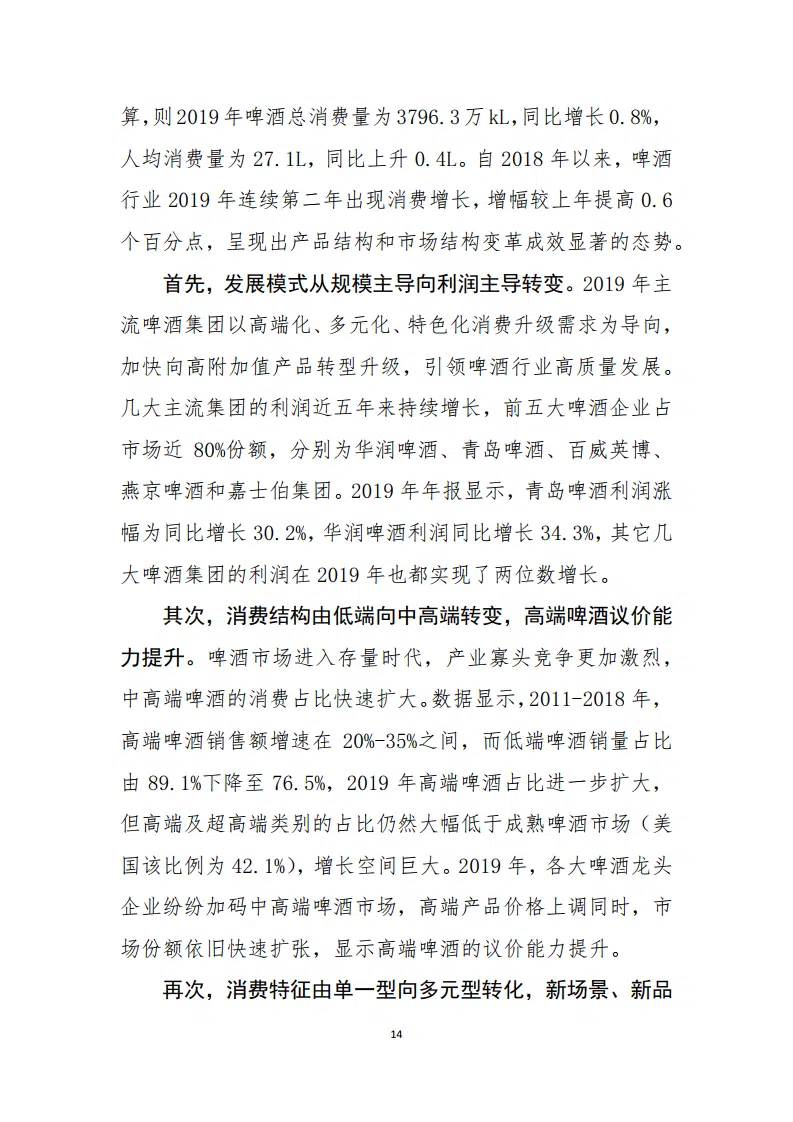 算，则 2019 年啤酒总消费量为 3796.3 万 kL，同比增长 0.8%，
人均消费量为 27.1L，同比上升 0.4L。自 2018 年以来，啤酒
行业 2019 年连续第二年出现消费增长，增幅较上年提高 0.6
个百分点，呈现出产品结构和市场结构变革成效显著的态势。
首先，发展模式从规模主导向利润主导转变。2019 年主
流啤酒集团以高端化、多元化、特色化消费升级需求为导向，
加快向高附加值产品转型升级，引领啤酒行业高质量发展。
几大主流集团的利润近五年来持续增长，前五大啤酒企业占
市场近 80%份额，分别为华润啤酒、青岛啤酒、百威英博、
燕京啤酒和嘉士伯集团。2019 年年报显示，青岛啤酒利润涨
幅为同比增长 30.2%，华润啤酒利润同比增长 34.3%，其它几
大啤酒集团的利润在 2019 年也都实现了两位数增长。
其次，消费结构由低端向中高端转变，高端啤酒议价能
力提升。啤酒市场进入存量时代，产业寡头竞争更加激烈，
中高端啤酒的消费占比快速扩大。数据显示，2011-2018 年，
高端啤酒销售额增速在 20%-35%之间，而低端啤酒销量占比
由 89.1%下降至 76.5%，2019 年高端啤酒占比进一步扩大，
但高端及超高端类别的占比仍然大幅低于成熟啤酒市场（美
国该比例为 42.1%），增长空间巨大。2019 年，各大啤酒龙头
企业纷纷加码中高端啤酒市场，高端产品价格上调同时，市
场份额依旧快速扩张，显示高端啤酒的议价能力提升。
再次，消费特征由单一型向多元型转化，新场景、新品
14